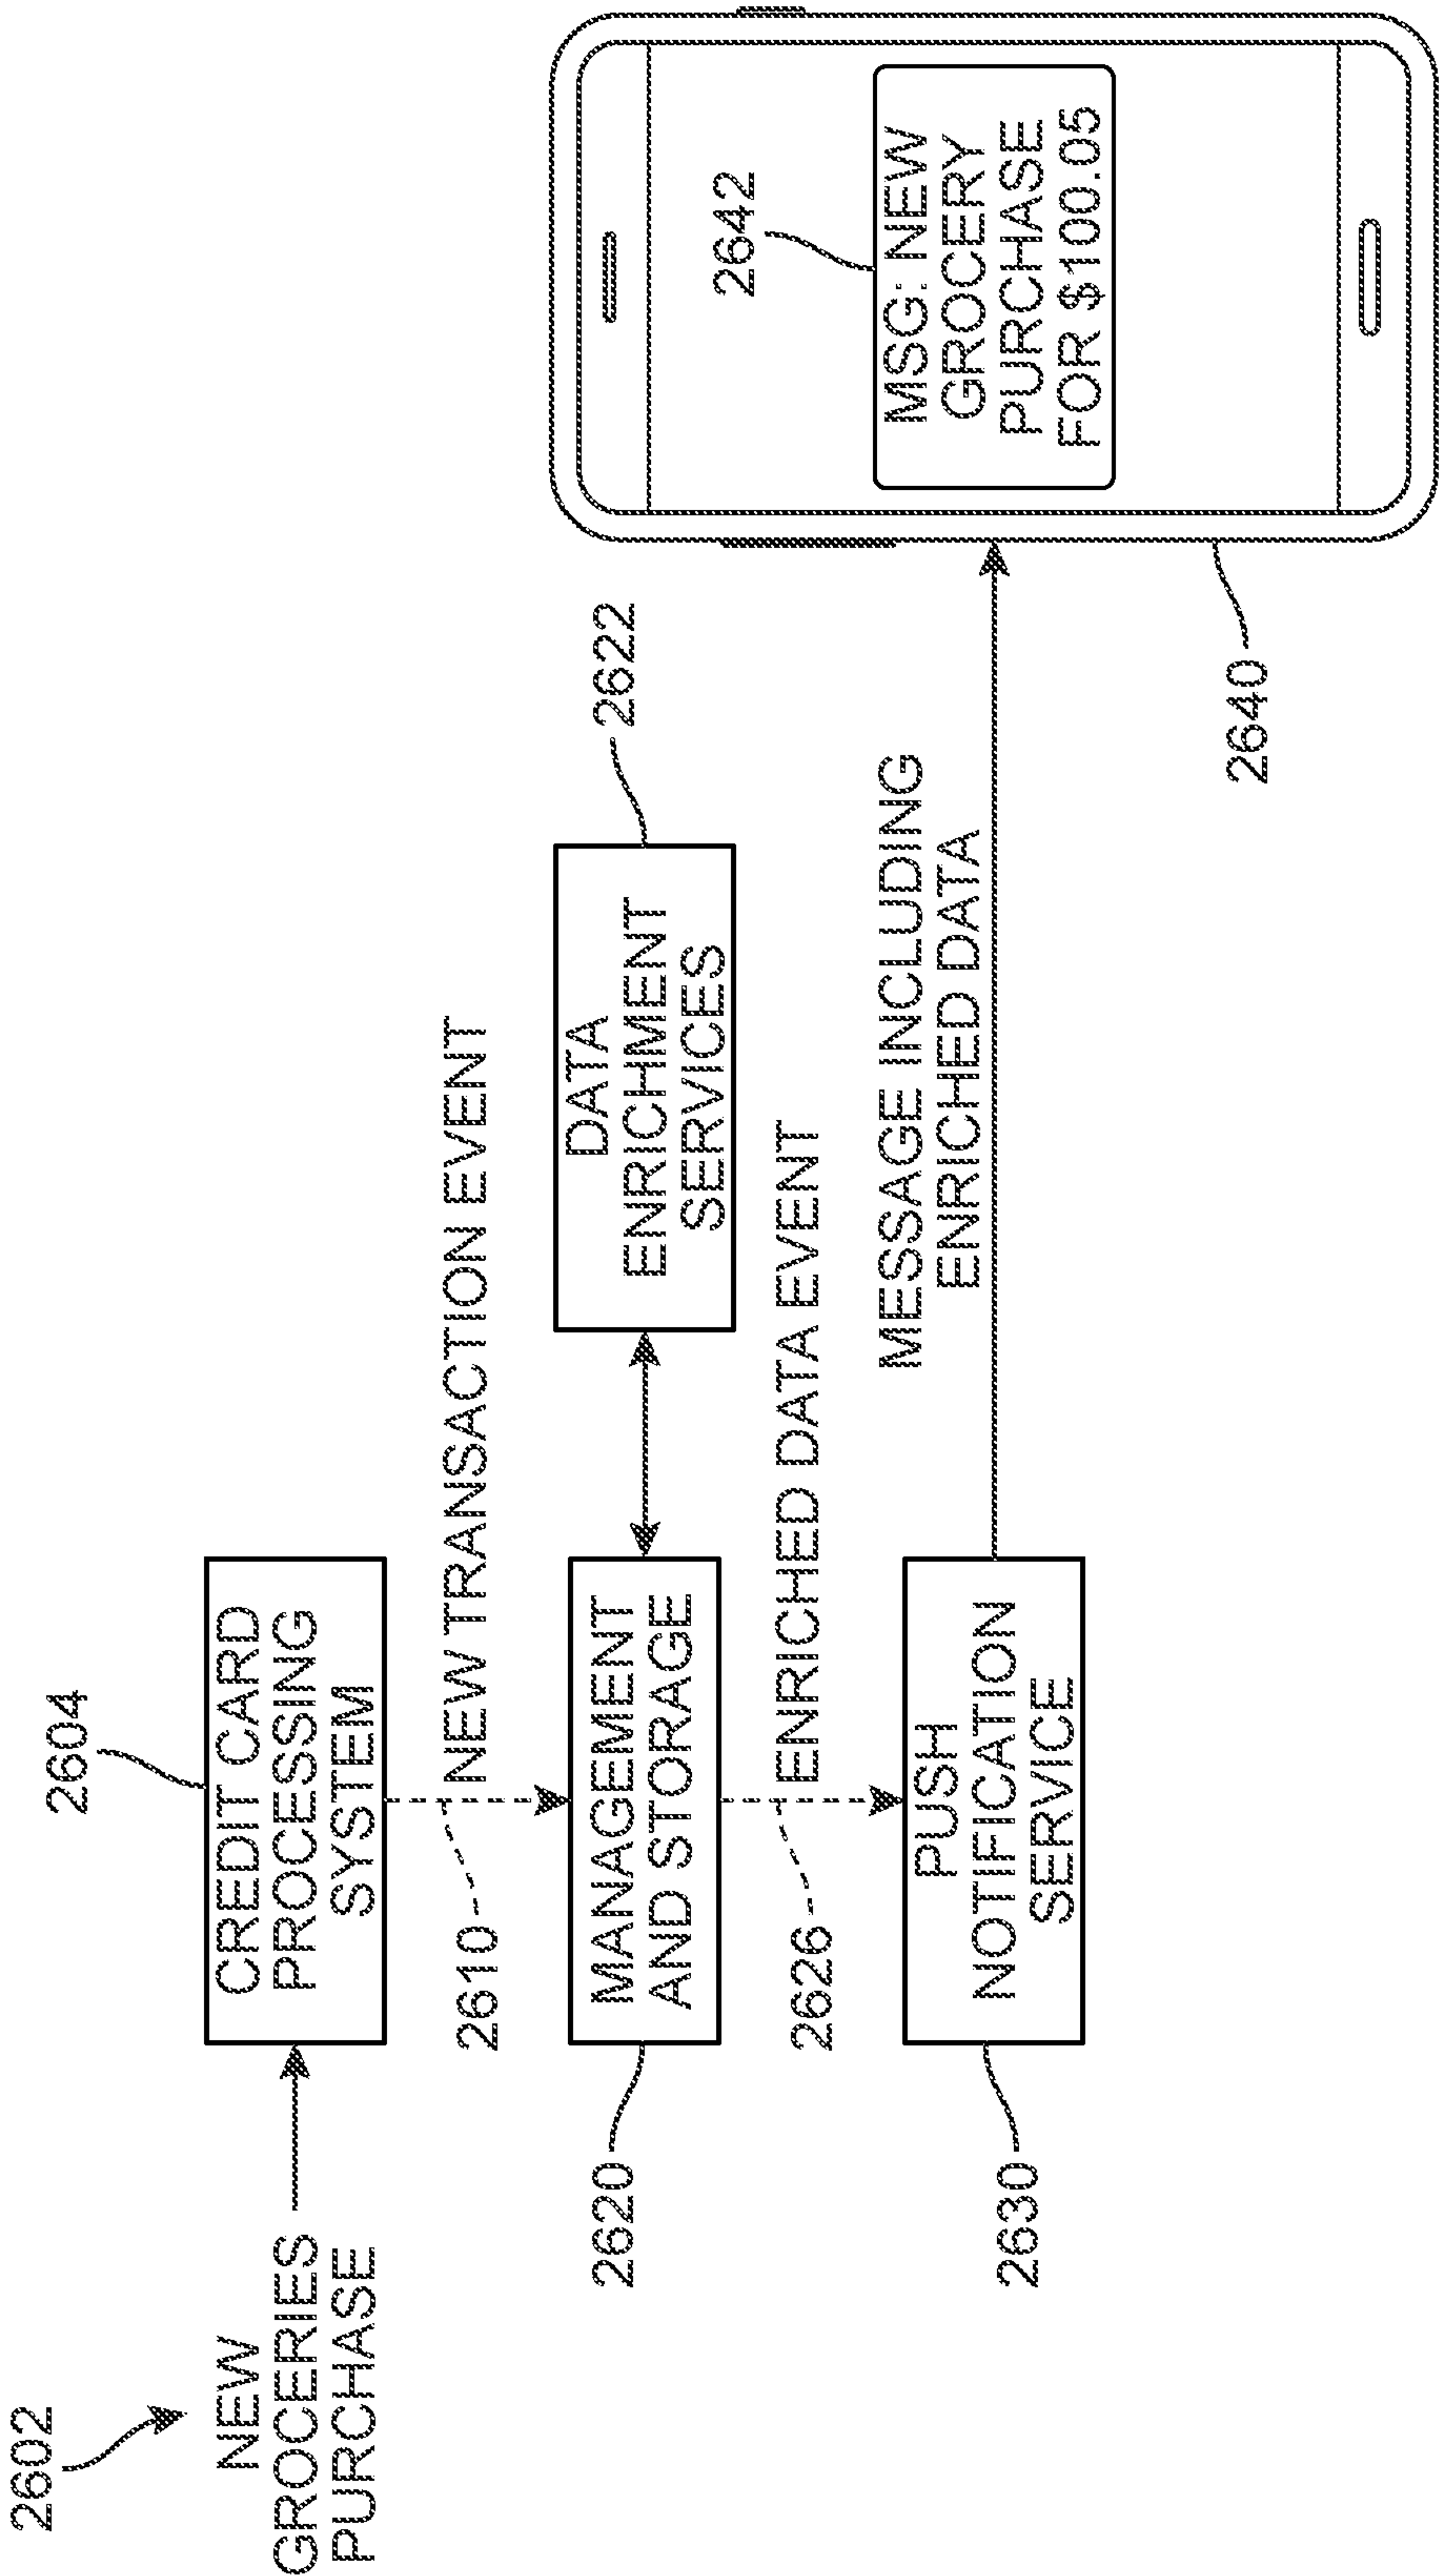 2602
NEW
GROCERIES
PURCHASE
2604
CREDIT CARD
PROCESSING
SYSTEM
2610
NEW TRANSACTION EVENT
2620
MANAGEMENT
AND STORAGE
DATA
ENRICHMENT
SERVICES
2622
2626
ENRICHED DATA EVENT
2630
PUSH
NOTIFICATION
SERVICE
MESSAGE INCLUDING
ENRICHED DATA
2640
2642
MSG: NEW
GROCERY
PURCHASE
FOR $100.05